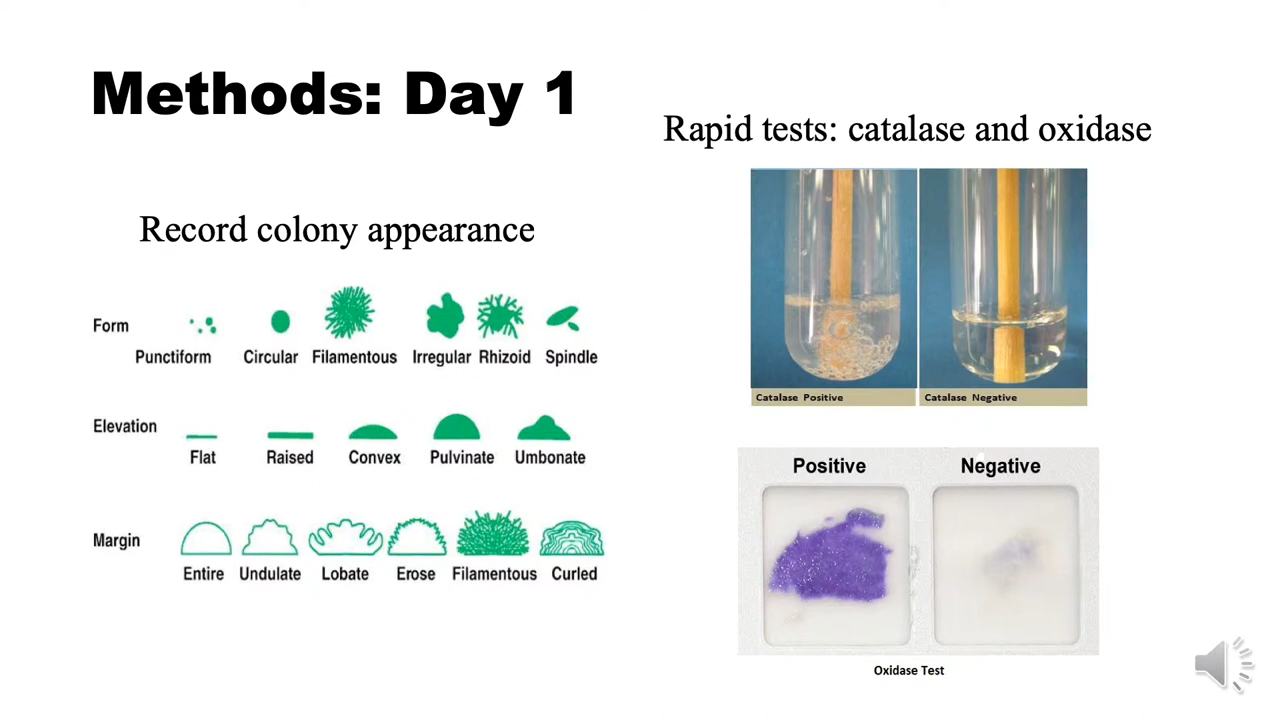 Methods: Day 1
Record colony appearance
Form
Punctiform Circular Filamentous Irregular Rhizoid Spindle
Elevation
Flat Raised Convex Pulvinate Umbonate
Margin
Entire Undulate Lobate Erose Filamentous Curled
Rapid tests: catalase and oxidase
Catalase Positive Catalase Negative
Positive Negative
Oxidase Test